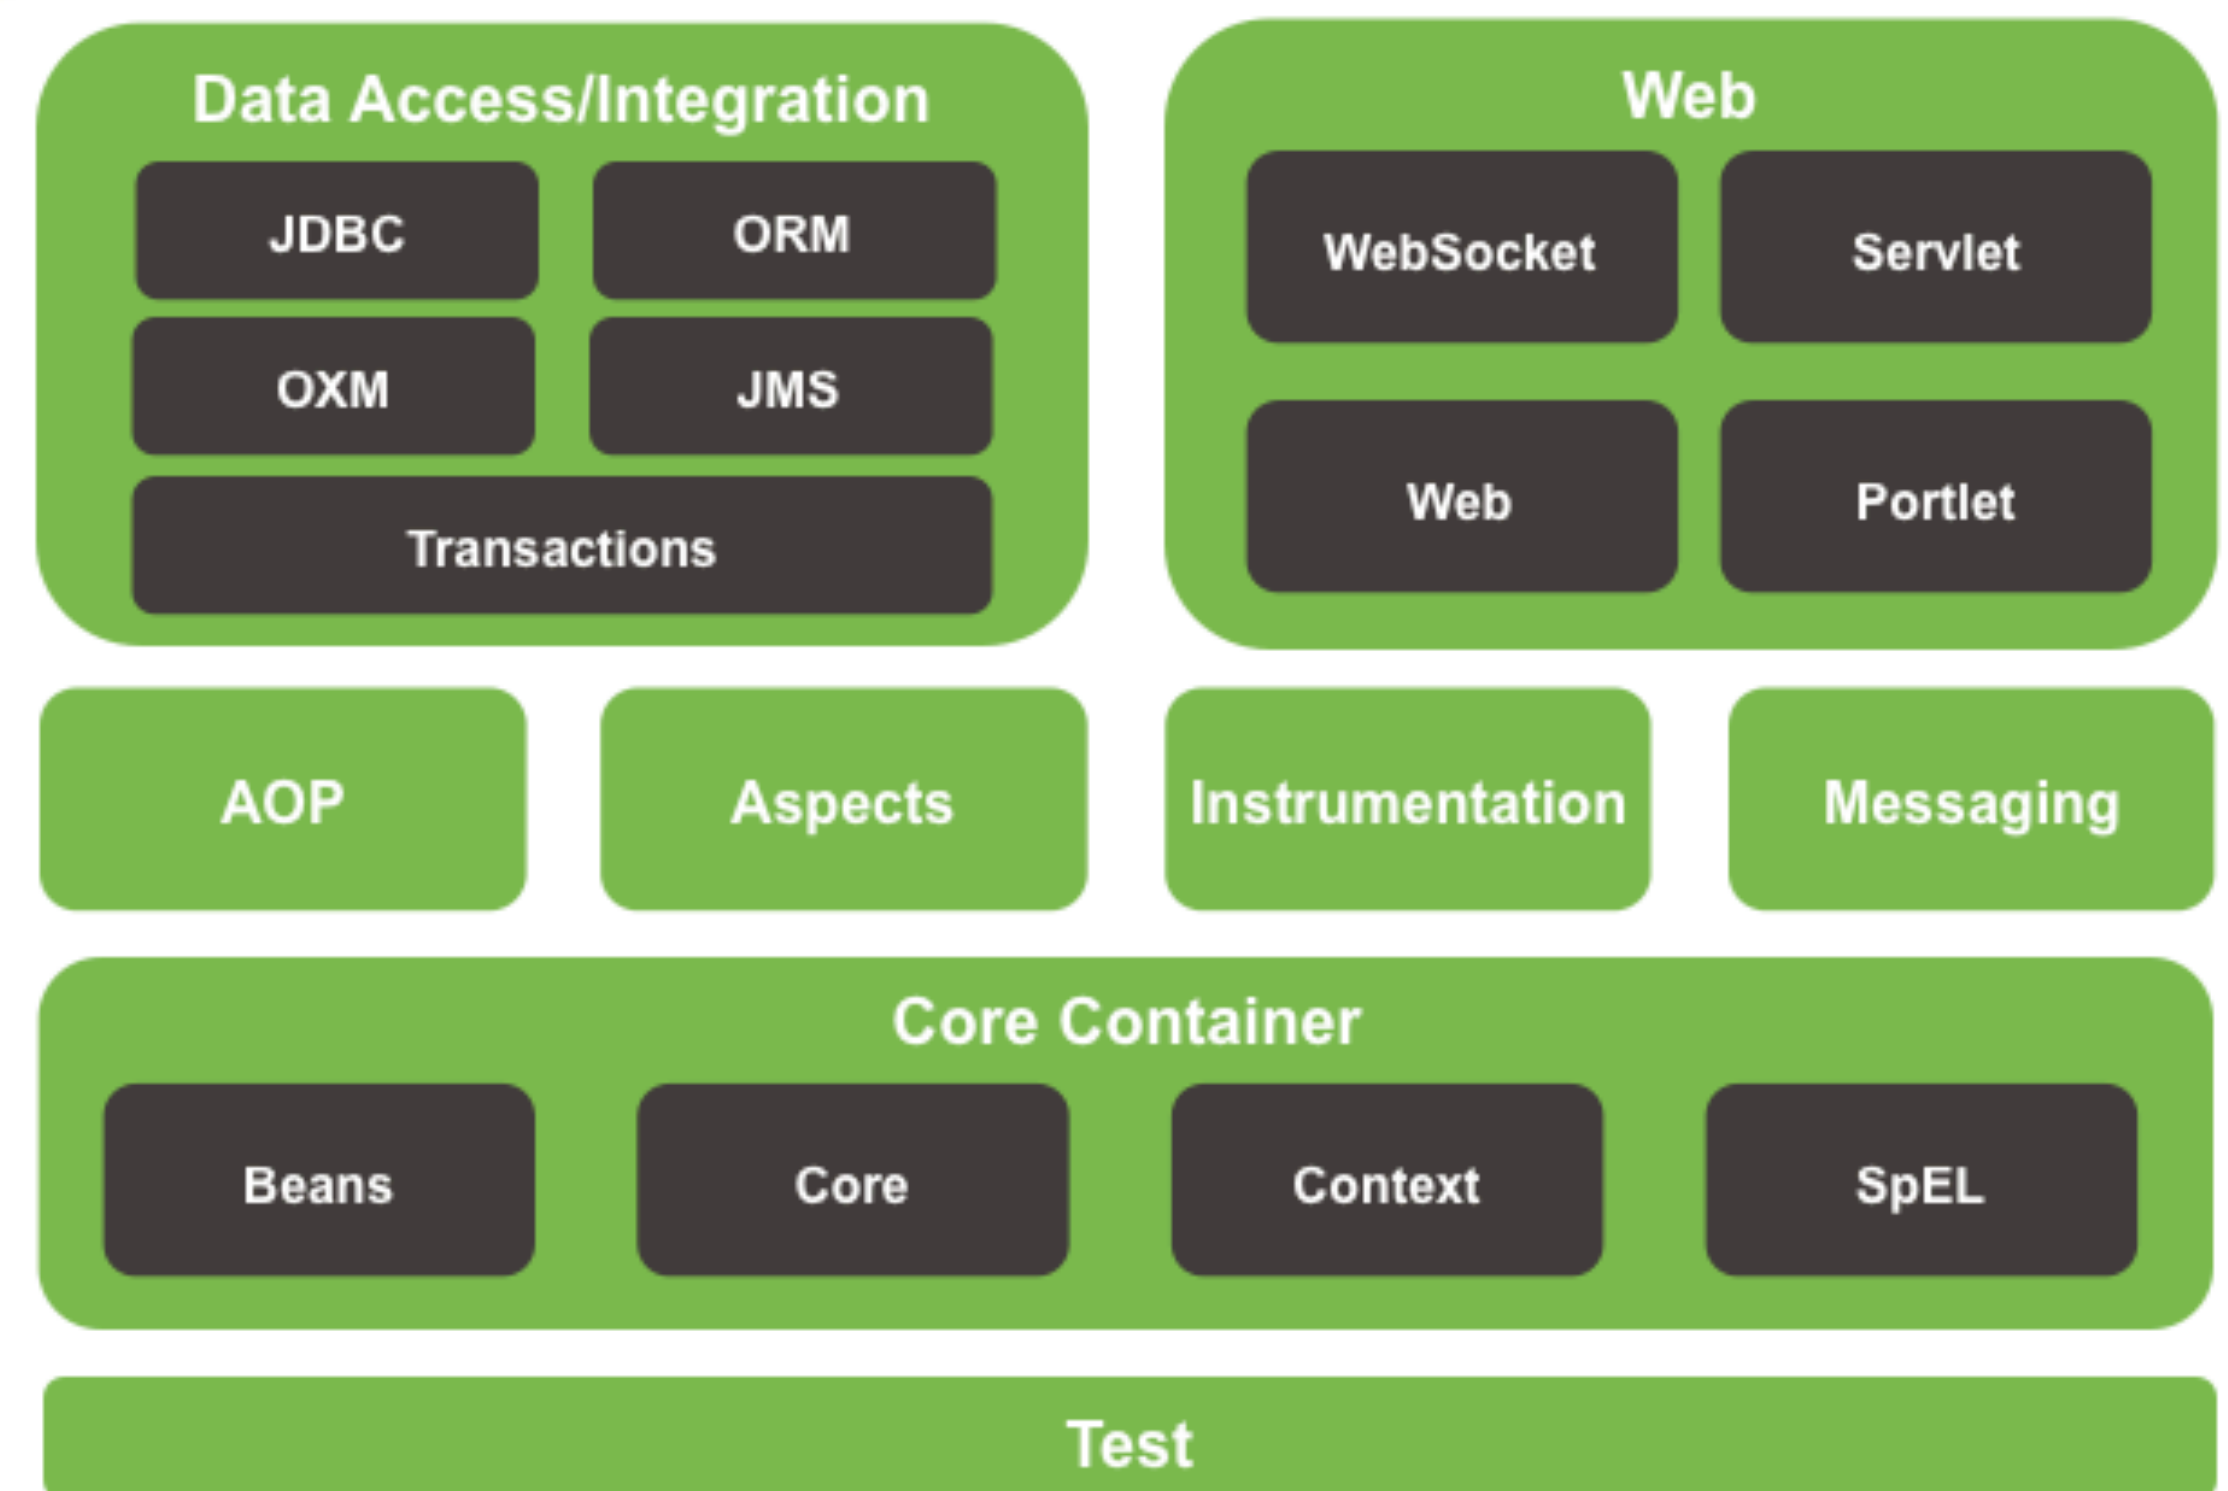 Data Access/Integration
JDBC
ORM
OXM
JMS
Transactions
Web
WebSocket
Servlet
Web
Portlet
AOP
Aspects
Instrumentation
Messaging
Core Container
Beans
Core
Context
SpEL
Test